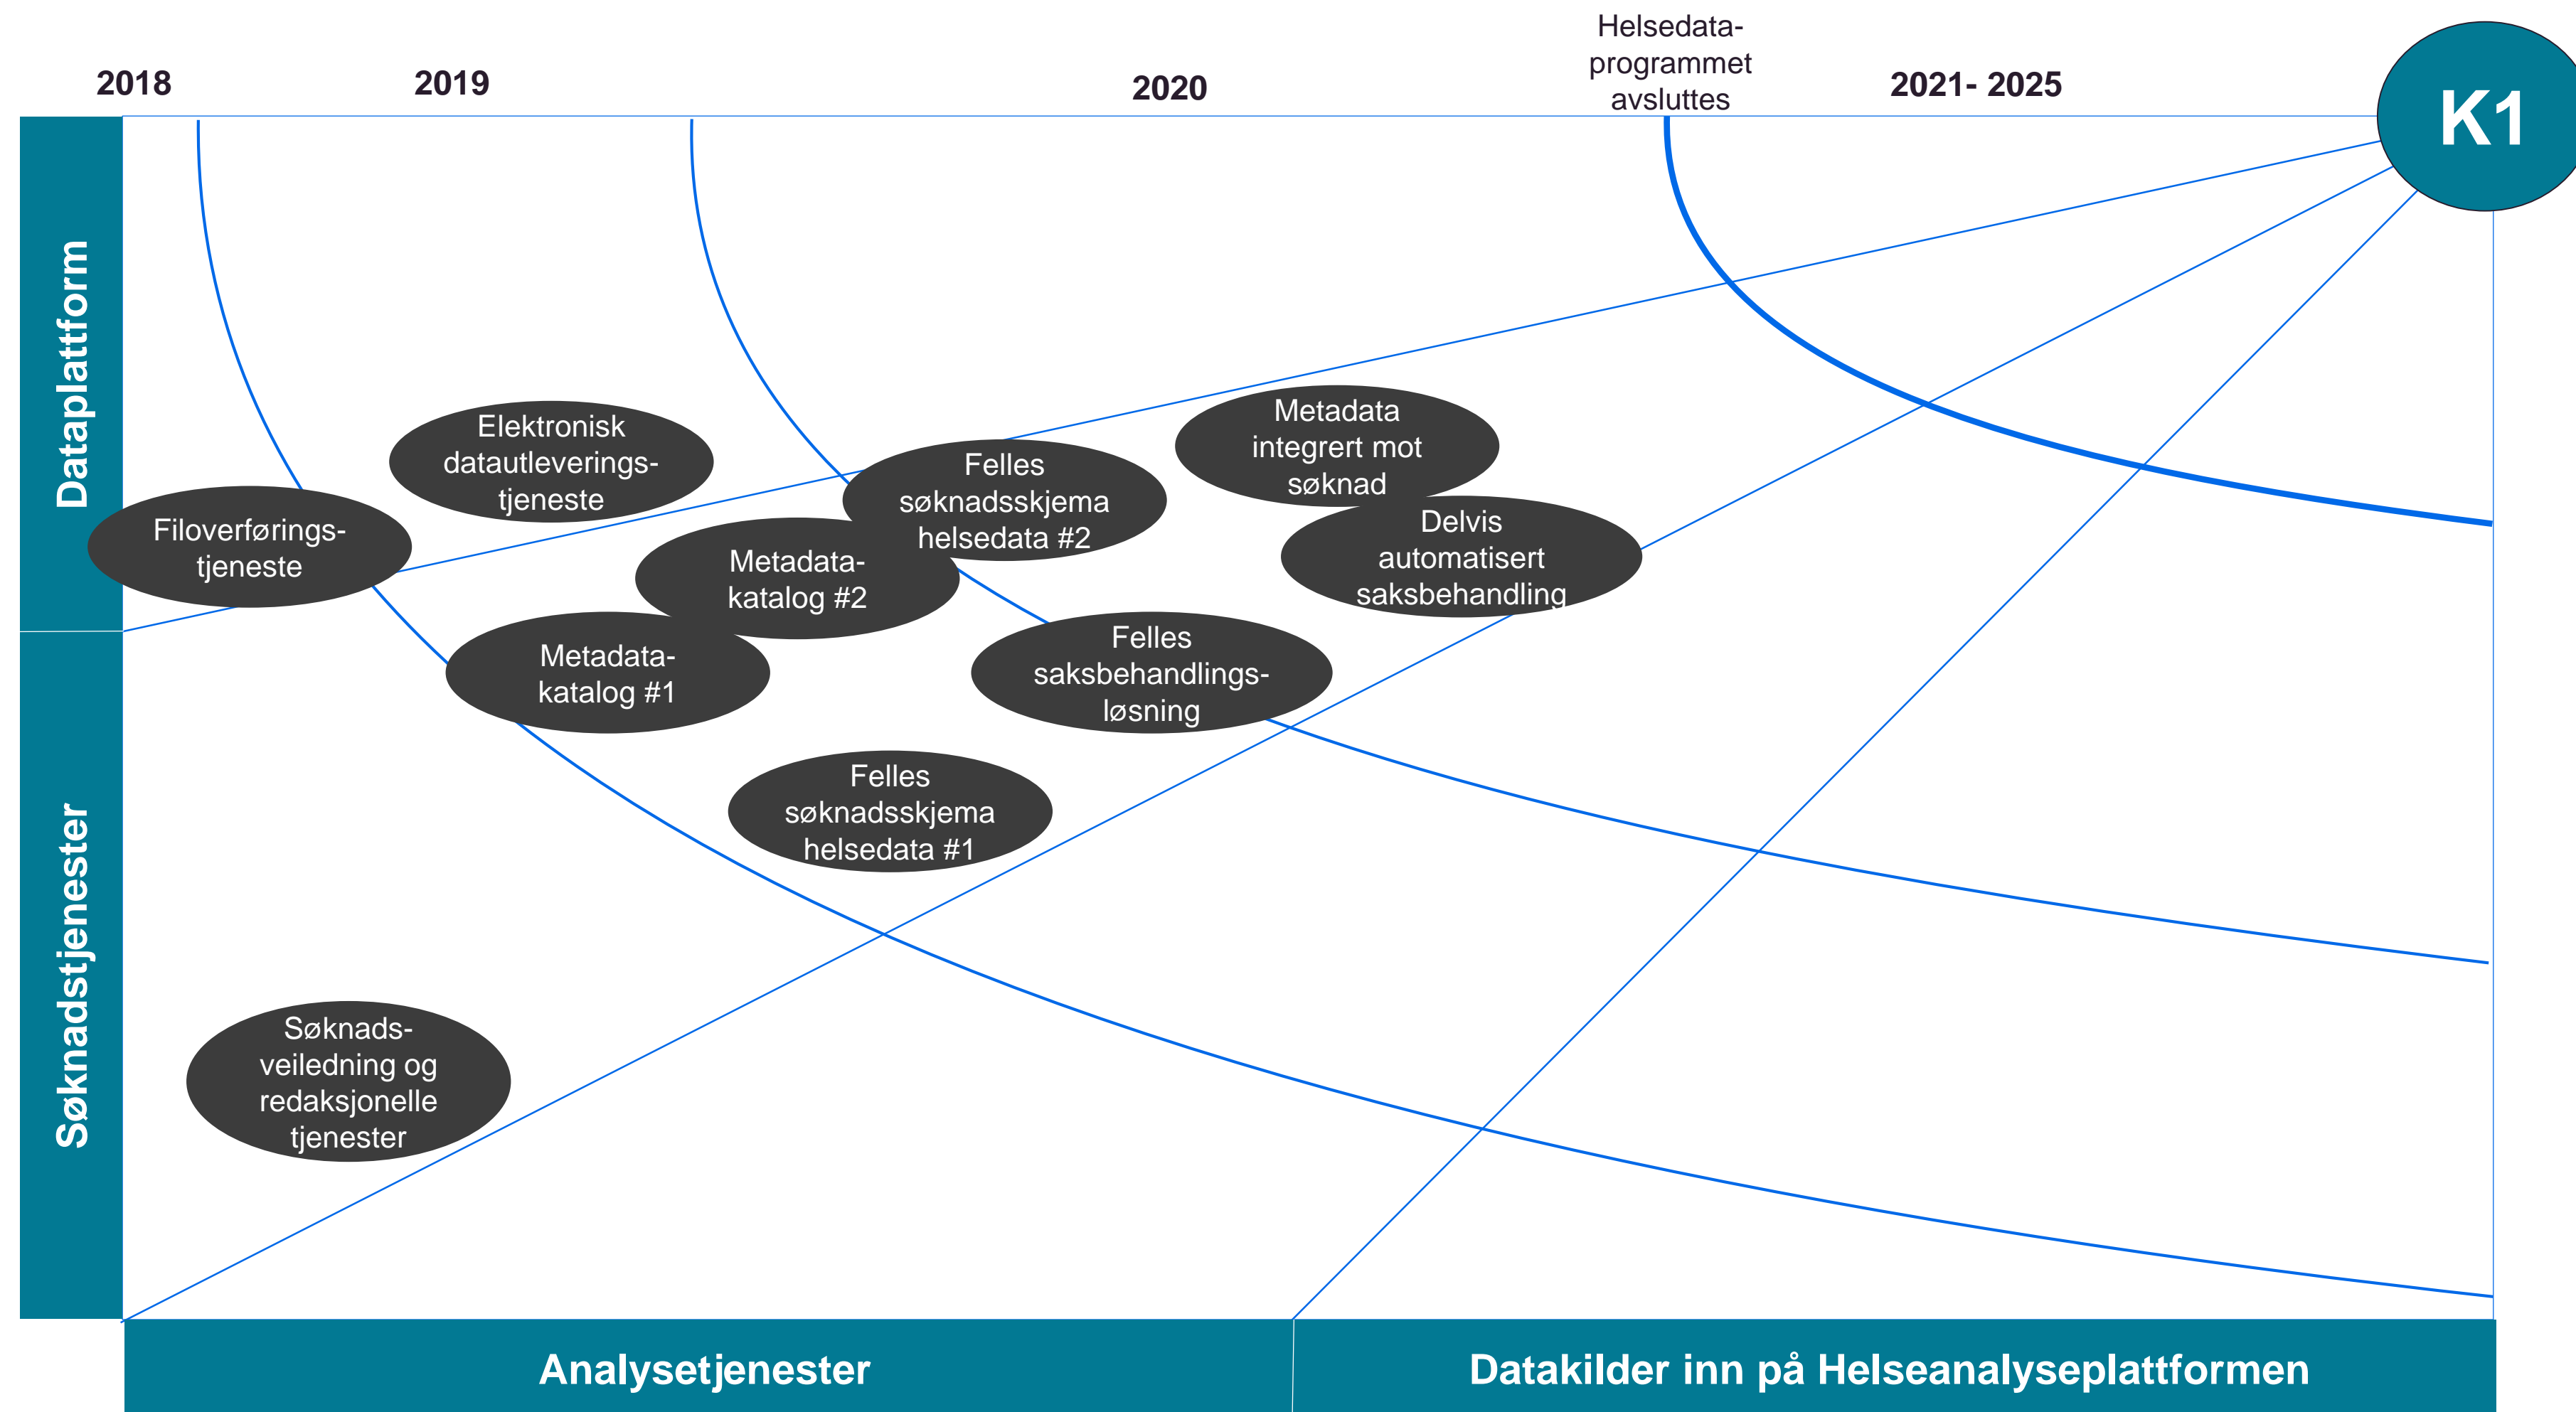 Helsedata-
programmet
avsluttes
2018
2019
2020
2021- 2025
K1
Dataplattform
Søknadstjenester
Elektronisk
datautleverings-
tjeneste
Filoverførings-
tjeneste
Metadata
integrert mot
søknad
Felles
søknadsskjema
helsedata #2
Delvis
automatisert
saksbehandling
Metadata-
katalog #2
Metadata-
katalog #1
Felles
saksbehandlings-
løsning
Felles
søknadsskjema
helsedata #1
Søknads-
veiledning og
redaksjonelle
tjenester
Analysetjenester
Datakilder inn på Helseanalyseplattformen